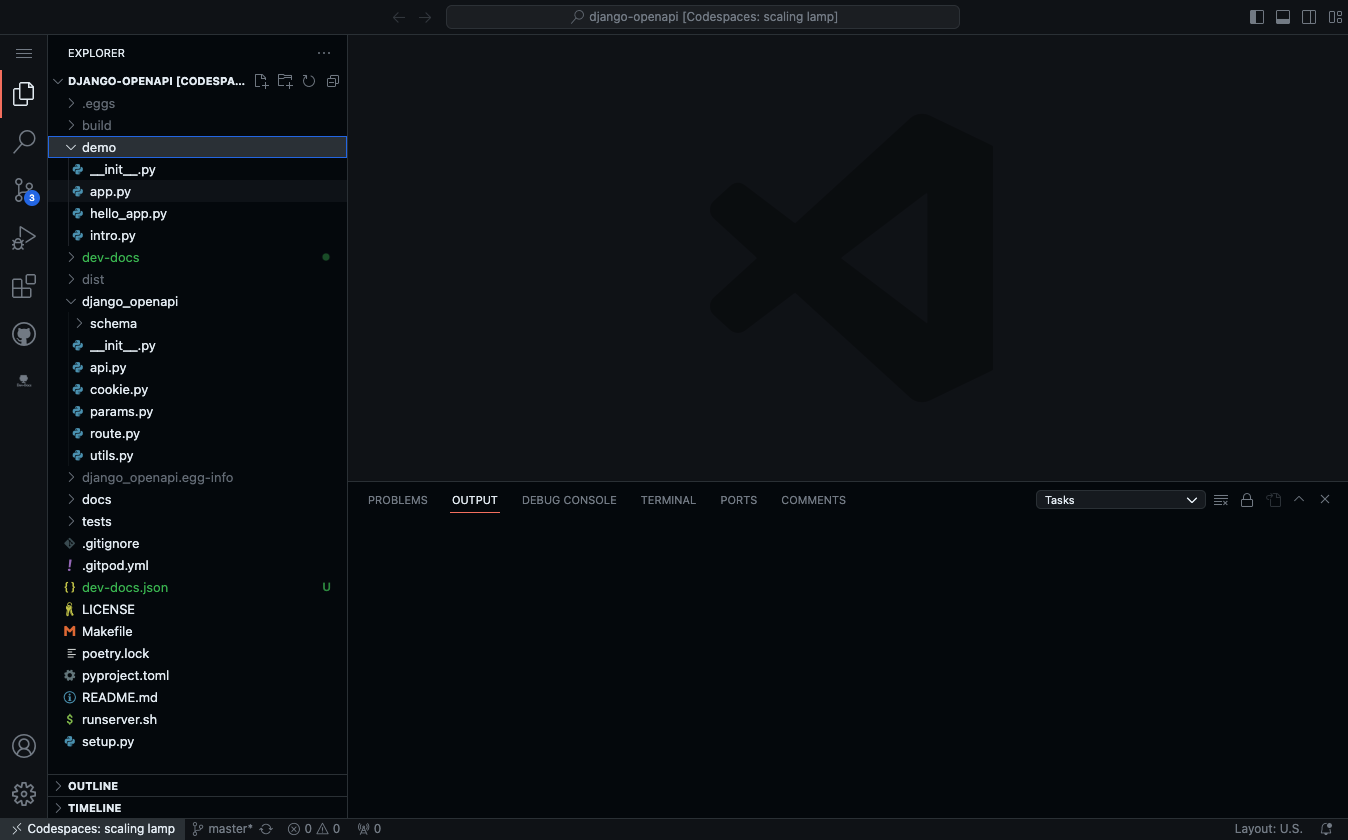 django-openapi [Codespaces: scaling lamp]
EXPLORER
DJANGO-OPENAPI [CODESPA...
.eggs
build
demo
__init__.py
app.py
hello_app.py
intro.py
dev-docs
dist
django_openapi
schema
__init__.py
api.py
cookie.py
params.py
route.py
utils.py
django_openapi.egg-info
docs
tests
.gitignore
.gitpod.yml
dev-docs.json U
LICENSE
Makefile
poetry.lock
pyproject.toml
README.md
runserver.sh
setup.py
OUTLINE
TIMELINE
3
PROBLEMS OUTPUT DEBUG CONSOLE TERMINAL PORTS COMMENTS Tasks
Codespaces: scaling lamp master* 0 0 0 Layout: U.S.